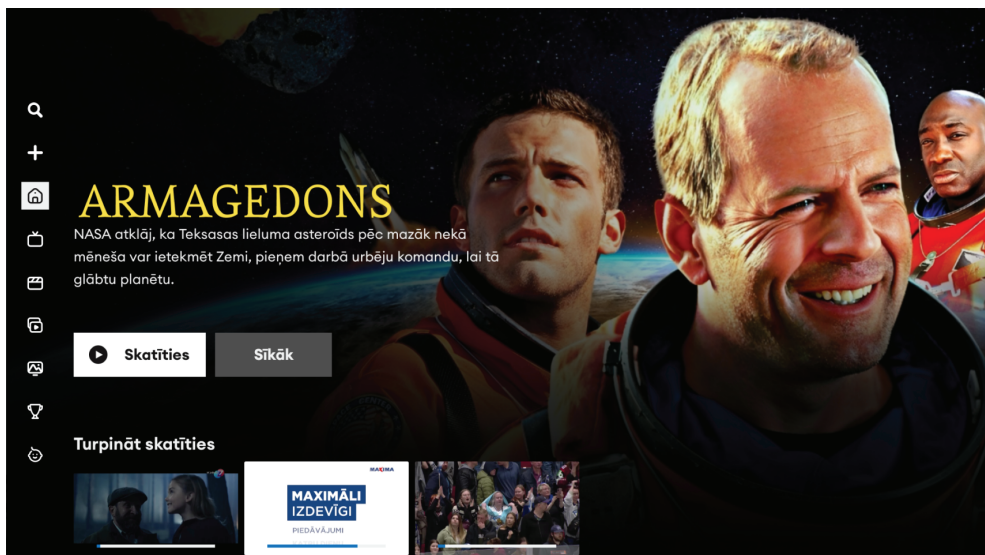 ARMAGEDONS
NASA atklāj, ka Teksasas lieluma asteroīds pēc mazāk nekā
mēneša var ietekmēt Zemi, pieņem darbā urbēju komandu, lai tā
glābtu planētu.
Skatīties
Sīkāk
Turpināt skatīties
MAXIMA
MAXIMĀLI
IZDEVĪGI
PIEDĀVĀJUMI